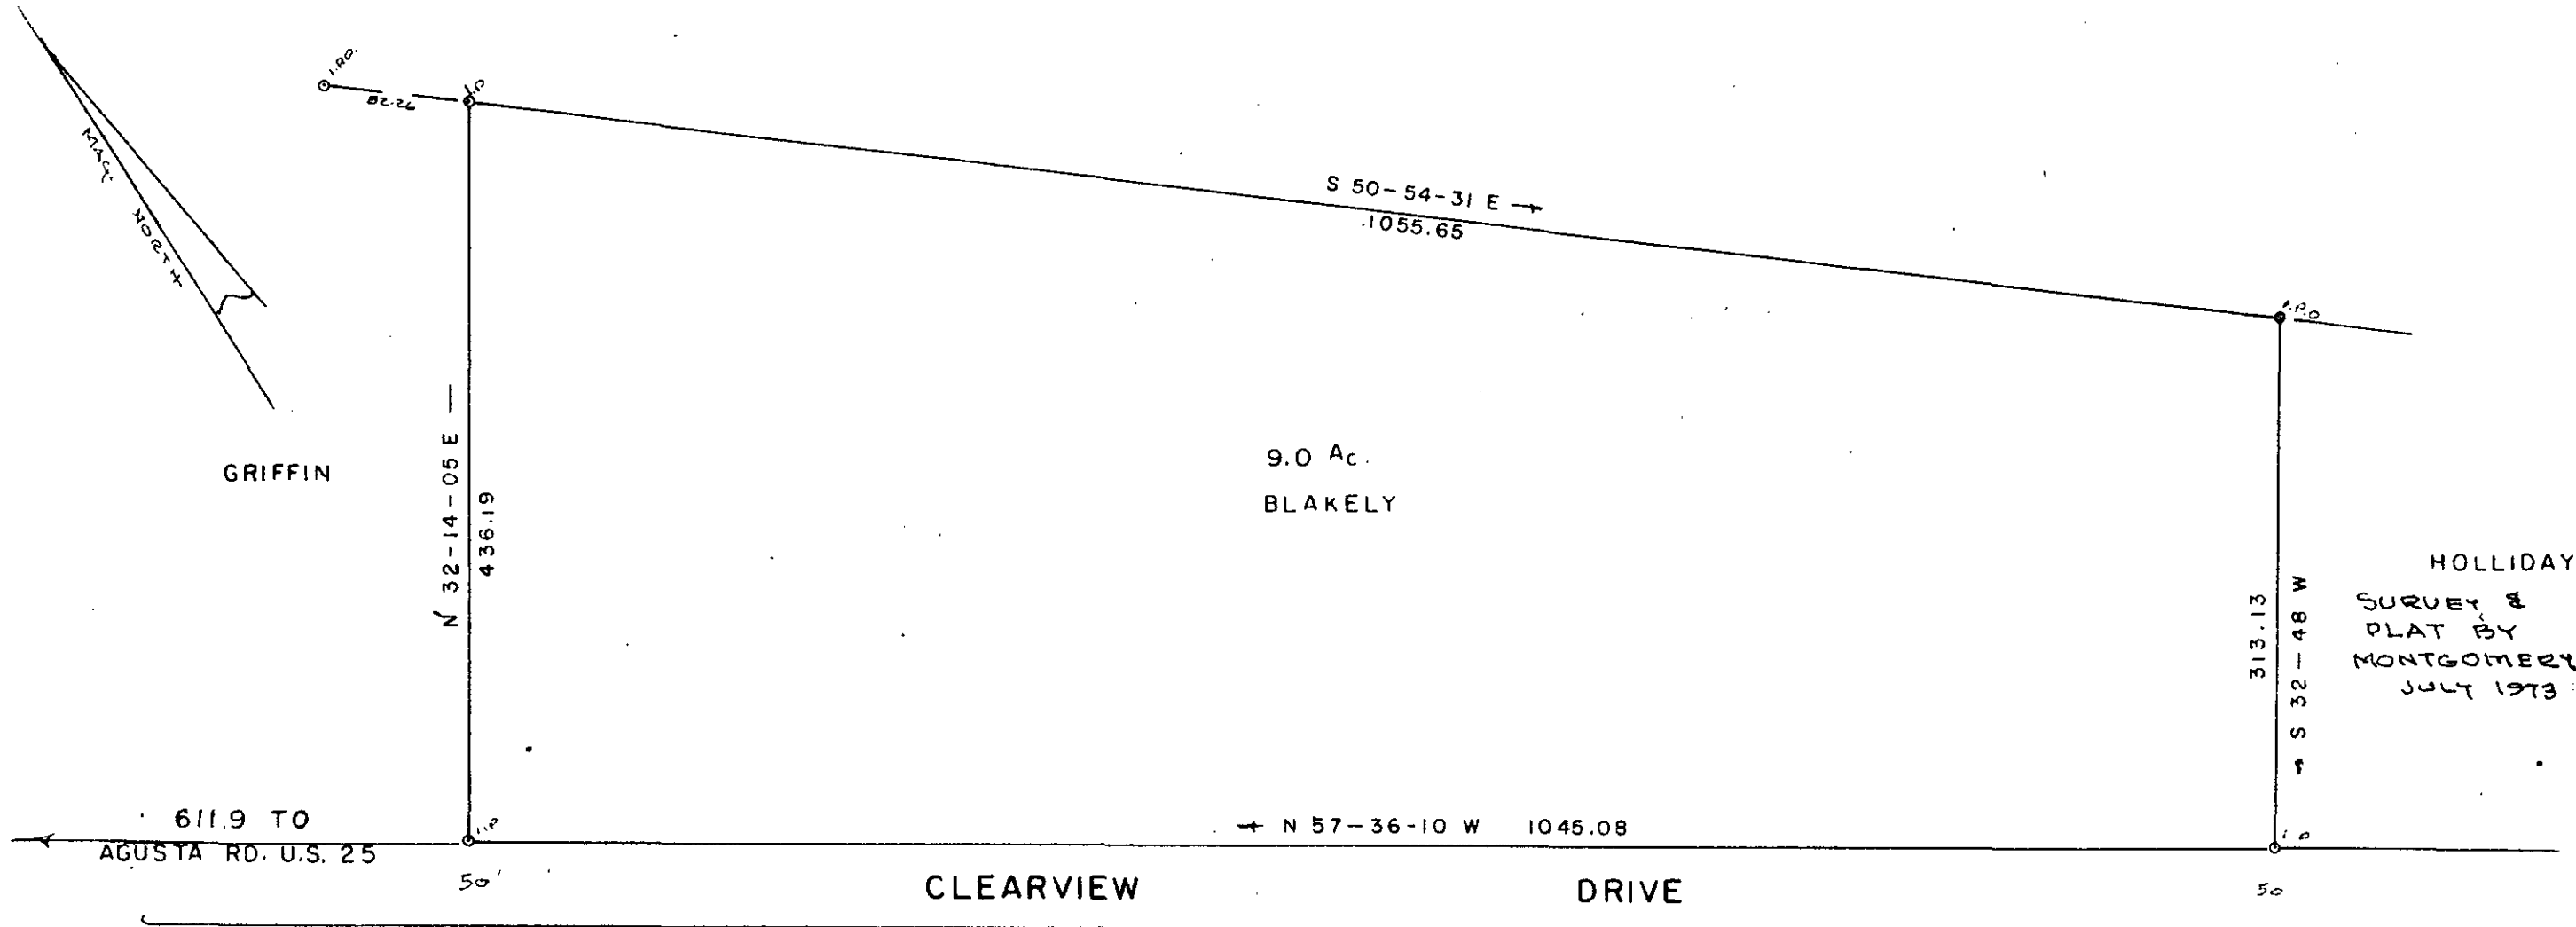 I.P.O.
82.26
I.P
MAG. NORTH
S 50-54-31 E
1055.65
I.P.O
N 32-14-05 E
436.19
GRIFFIN
9.0 Ac.
BLAKELY
HOLLIDAY
SURVEY &
PLAT BY
MONTGOMERY
JULY 1973
313.13
S 32-48 W
611.9 TO
AGUSTA RD. U.S. 25
I.P
N 57-36-10 W 1045.08
I.P
50'
CLEARVIEW DRIVE
50